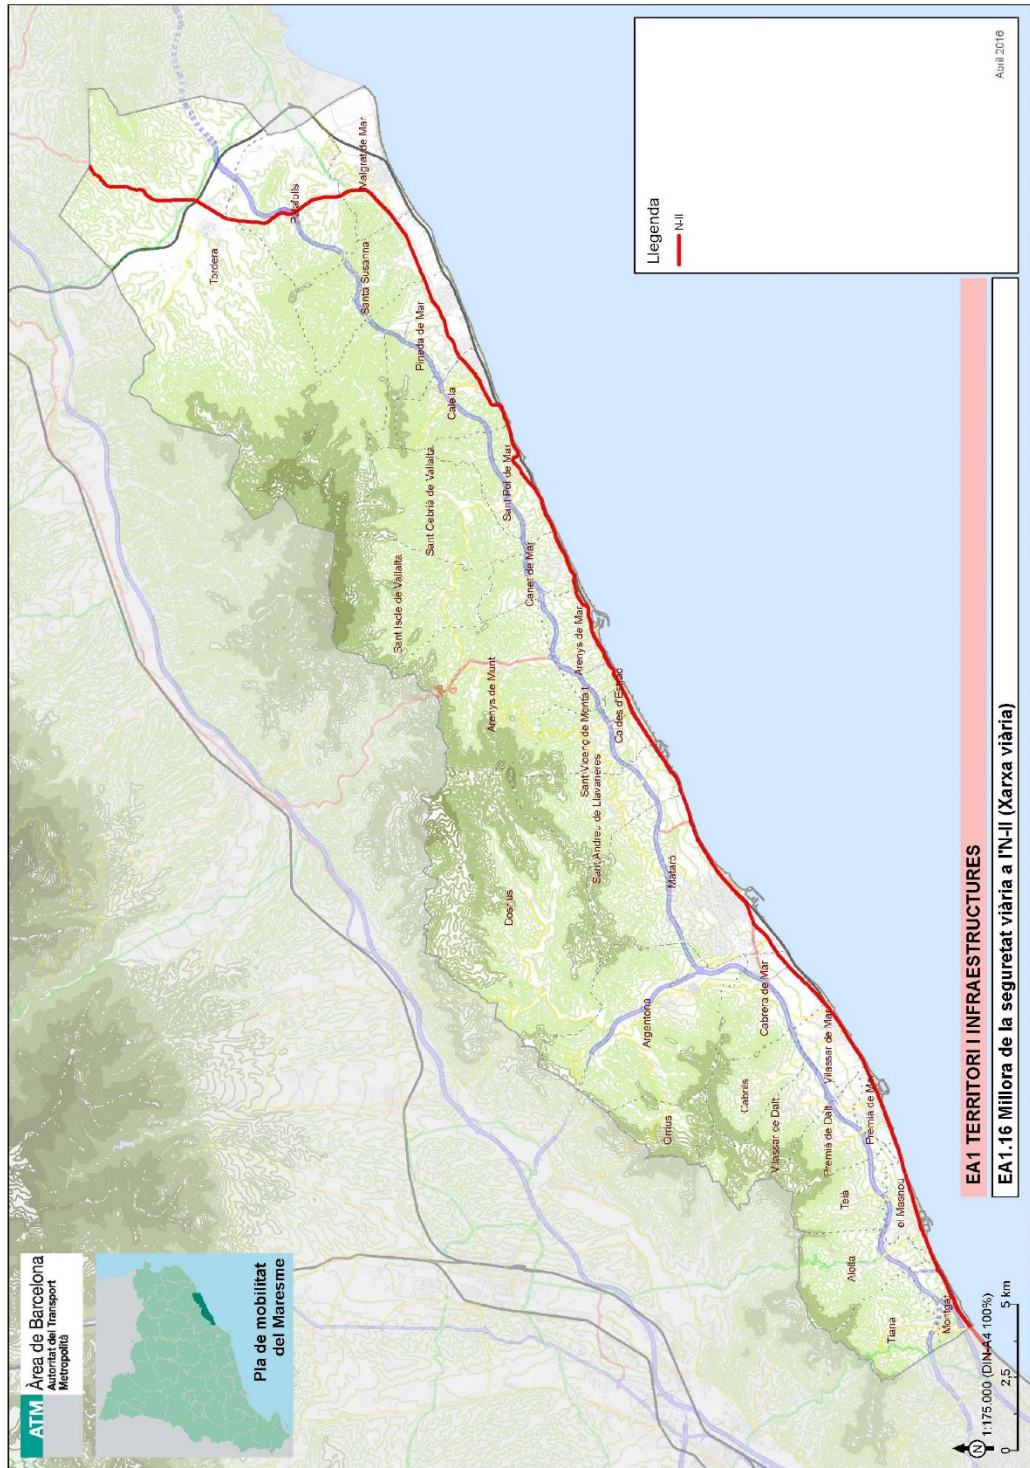 ATM
Àrea de Barcelona
Autoritat del Transport
Metropolità
Pla de mobilitat
del Maresme
Tordera
Palafolls
Malgrat de Mar
Santa Susanna
Pineda de Mar
Calella
Sant Cebrià de Vallalta
Sant Iscle de Vallalta
Sant Pol de Mar
Canet de Mar
Arenys de Munt
Arenys de Mar
Sant Vicenç de Montalt
Caldes d'Estrac
Sant Andreu de Llavaneres
Dosrius
Mataró
Argentona
Cabrera de Mar
Òrrius
Cabrils
Vilassar de Dalt
Vilassar de Mar
Premià de Dalt
Premià de Mar
Teià
el Masnou
Alella
Tiana
Montgat
N
1:175.000 (DIN-A4 100%)
0 2,5 5 km
EA1 TERRITORI I INFRAESTRUCTURES
EA1.16 Millora de la seguretat viària a l'N-II (Xarxa viària)
Llegenda
N-II
Abril 2016